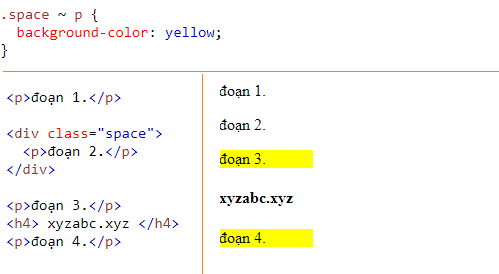 .space ~ p {
  background-color: yellow;
}
<p>đoạn 1.</p>
<div class="space">
  <p>đoạn 2.</p>
</div>
<p>đoạn 3.</p>
<h4> xyzabc.xyz </h4>
<p>đoạn 4.</p>
đoạn 1.
đoạn 2.
đoạn 3.
xyzabc.xyz
đoạn 4.